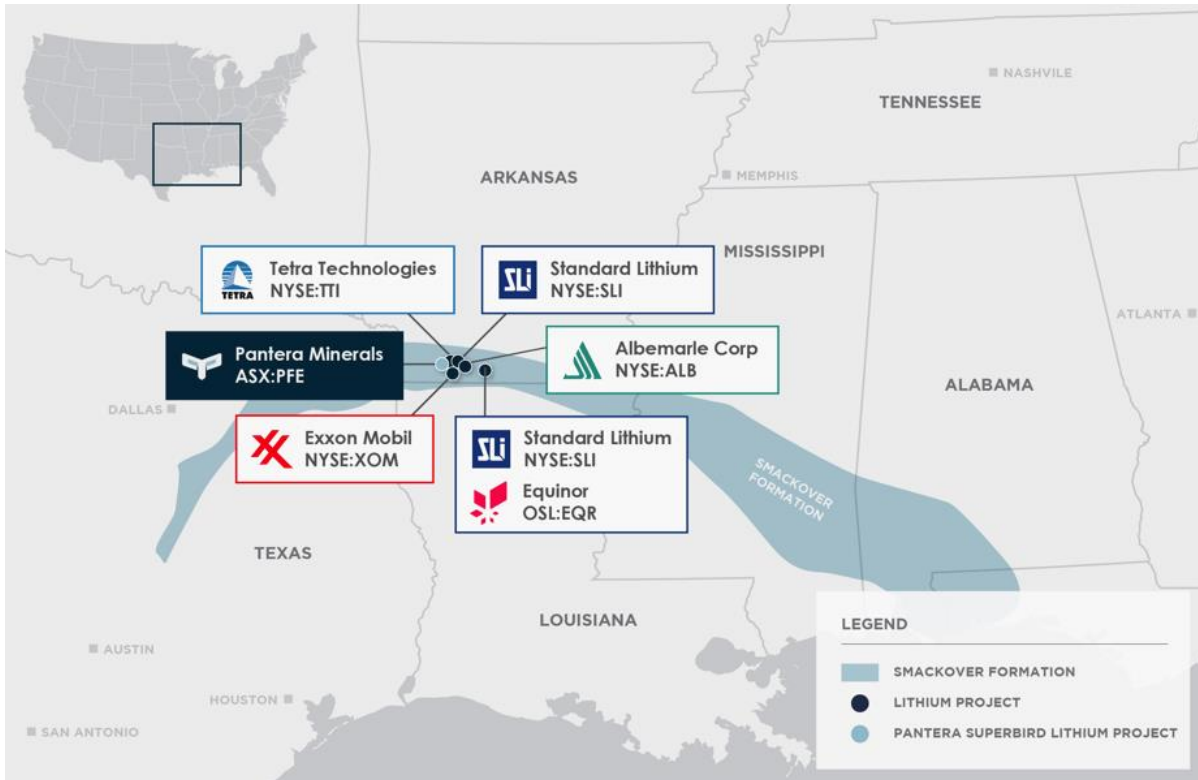 NASHVILE
TENNESSEE
ARKANSAS
MEMPHIS
MISSISSIPPI
TETRA
Tetra Technologies
NYSE:TTI
SLi
Standard Lithium
NYSE:SLI
ATLANTA
Pantera Minerals
ASX:PFE
Albemarle Corp
NYSE:ALB
ALABAMA
DALLAS
Exxon Mobil
NYSE:XOM
SLi
Standard Lithium
NYSE:SLI
Equinor
OSL:EQR
SMACKOVER
FORMATION
TEXAS
LOUISIANA
AUSTIN
HOUSTON
SAN ANTONIO
LEGEND
SMACKOVER FORMATION
LITHIUM PROJECT
PANTERA SUPERBIRD LITHIUM PROJECT